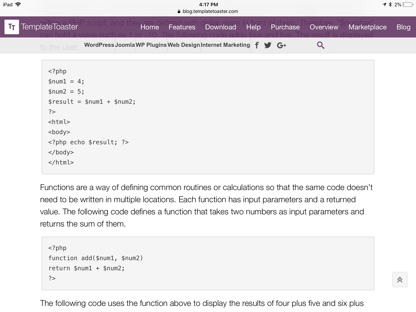 iPad 4:17 PM 2%
blog.templatetoaster.com
TT TemplateToaster Home Features Download Help Purchase Overview Marketplace Blog
to the user.
WordPress Joomla WP Plugins Web Design Internet Marketing
<?php
$num1 = 4;
$num2 = 5;
$result = $num1 + $num2;
?>
<html>
<body>
<?php echo $result; ?>
</body>
</html>
Functions are a way of defining common routines or calculations so that the same code doesn't
need to be written in multiple locations. Each function has input parameters and a returned
value. The following code defines a function that takes two numbers as input parameters and
returns the sum of them.
<?php
function add($num1, $num2)
return $num1 + $num2;
?>
The following code uses the function above to display the results of four plus five and six plus